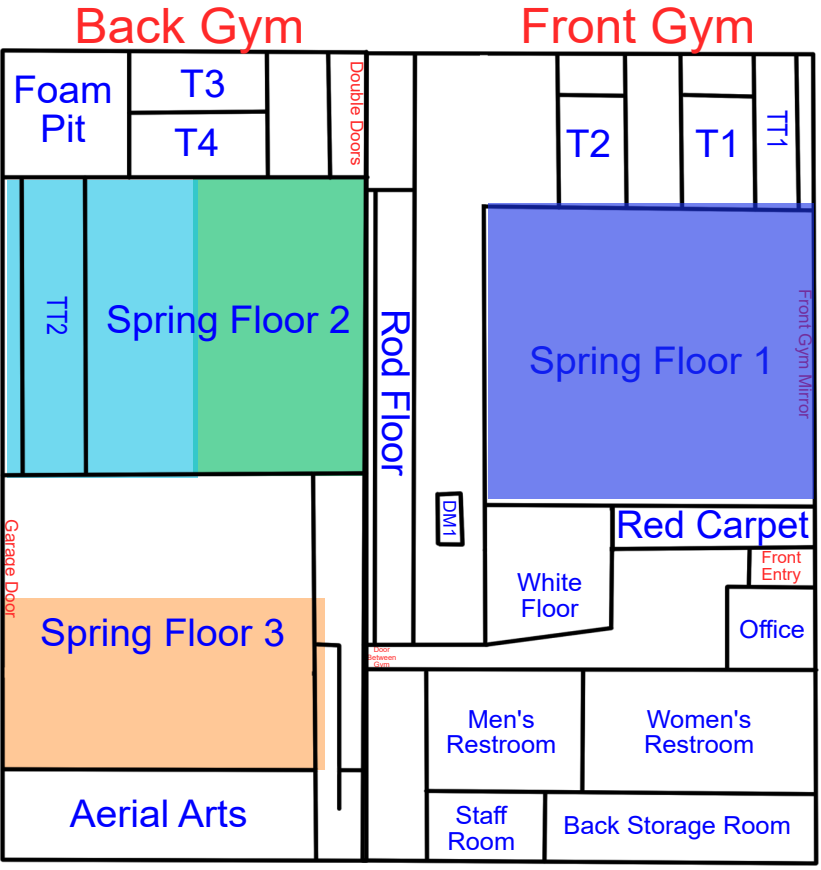 Back Gym
Front Gym
Foam
Pit
T3
T4
Double Doors
T2
T1
TT1
TT2
Spring Floor 2
Rod Floor
Spring Floor 1
Front Gym Mirror
DM1
Red Carpet
Garage Door
White
Floor
Front
Entry
Office
Spring Floor 3
Door
Between
Gym
Men's
Restroom
Women's
Restroom
Aerial Arts
Staff
Room
Back Storage Room